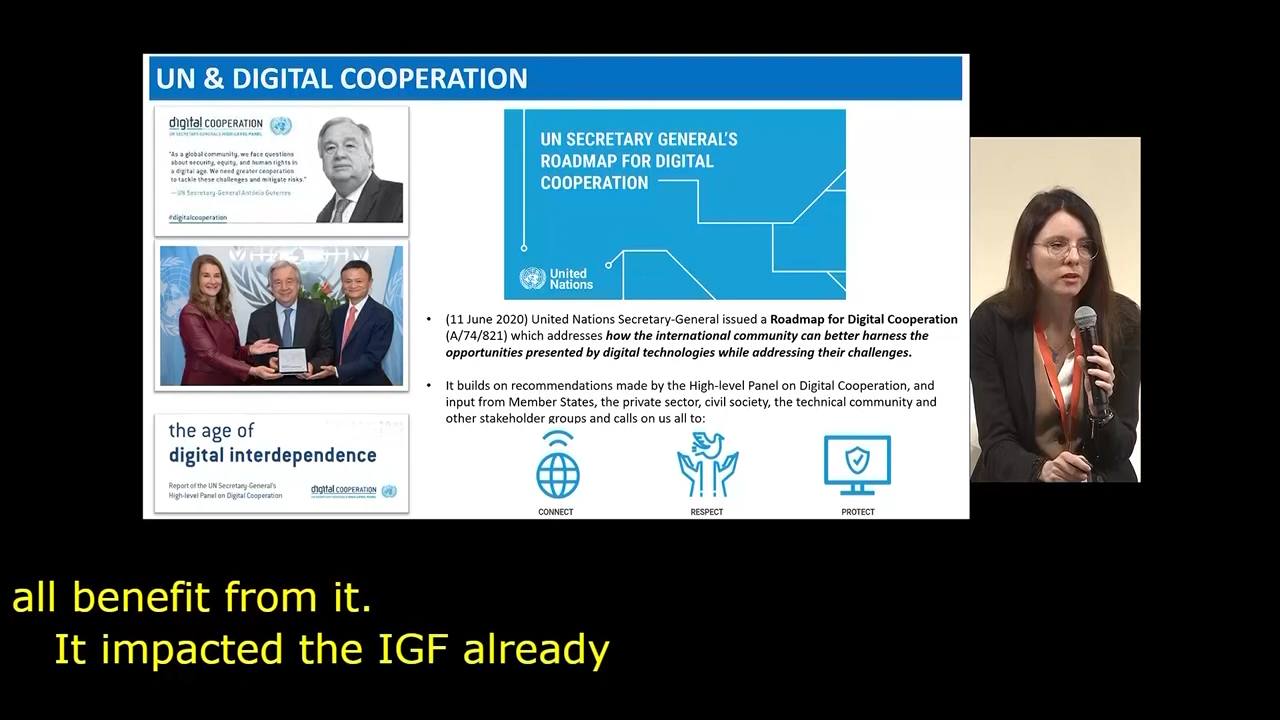 UN & DIGITAL COOPERATION
digital COOPERATION
UN SECRETARY-GENERAL'S HIGH-LEVEL PANEL
"As a global community, we face questions
about security, equity, and human rights in
a digital age. We need greater cooperation
to tackle these challenges and mitigate risks."
— UN Secretary-General António Guterres
#digitalcooperation
the age of
digital interdependence
Report of the UN Secretary-General's
High-level Panel on Digital Cooperation
digital COOPERATION
UN SECRETARY GENERAL'S
ROADMAP FOR DIGITAL
COOPERATION
United
Nations
• (11 June 2020) United Nations Secretary-General issued a Roadmap for Digital Cooperation
(A/74/821) which addresses how the international community can better harness the
opportunities presented by digital technologies while addressing their challenges.
• It builds on recommendations made by the High-level Panel on Digital Cooperation, and
input from Member States, the private sector, civil society, the technical community and
other stakeholder groups and calls on us all to:
CONNECT
RESPECT
PROTECT
all benefit from it.
It impacted the IGF already